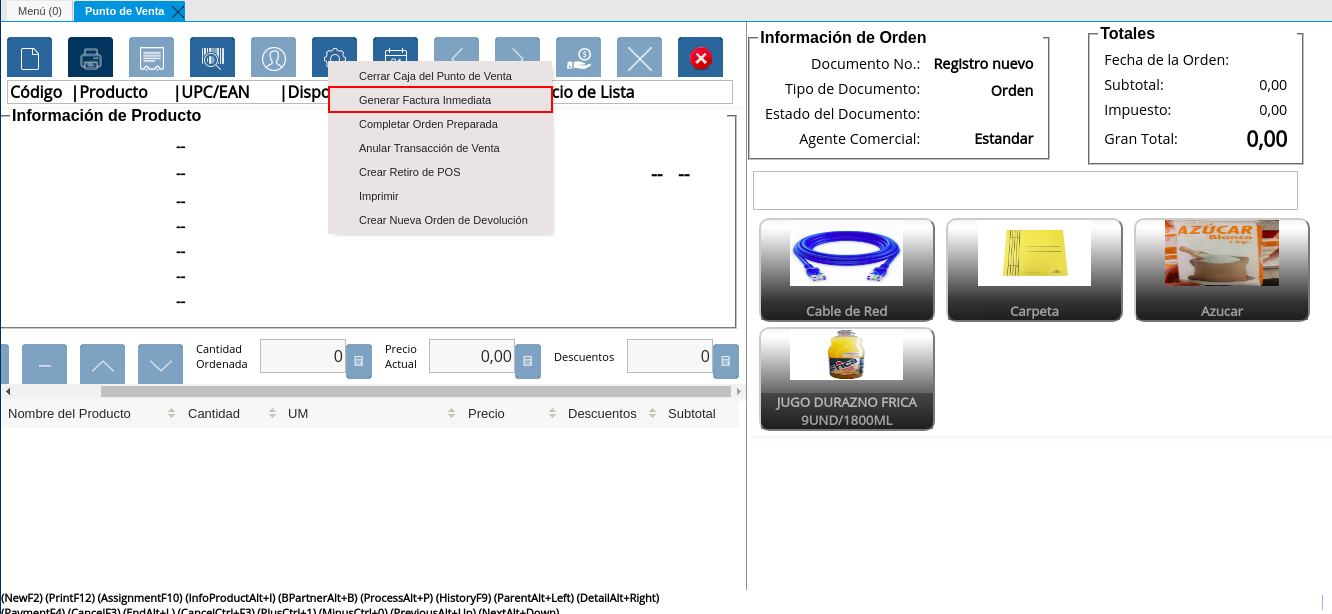 Menú (0)
Punto de Venta
Código |Producto |UPC/EAN |Dispo cio de Lista
Cerrar Caja del Punto de Venta
Generar Factura Inmediata
Completar Orden Preparada
Anular Transacción de Venta
Crear Retiro de POS
Imprimir
Crear Nueva Orden de Devolución
Información de Producto
--
--
-- --
--
--
--
--
--
Cantidad Ordenada
0
Precio Actual
0,00
Descuentos
0
Nombre del Producto Cantidad UM Precio Descuentos Subtotal
Información de Orden
Documento No.: Registro nuevo
Tipo de Documento: Orden
Estado del Documento:
Agente Comercial: Estandar
Totales
Fecha de la Orden:
Subtotal: 0,00
Impuesto: 0,00
Gran Total: 0,00
Cable de Red
Carpeta
AZÚCAR
Blanco
Azucar
JUGO DURAZNO FRICA
9UND/1800ML
(NewF2) (PrintF12) (AssignmentF10) (InfoProductAlt+I) (BPartnerAlt+B) (ProcessAlt+P) (HistoryF9) (ParentAlt+Left) (DetailAlt+Right)
(PaymentF4) (CancelF3) (EndAlt+L) (CancelCtrl+F3) (PlusCtrl+1) (MinusCtrl+0) (PreviousAlt+Up) (NextAlt+Down)